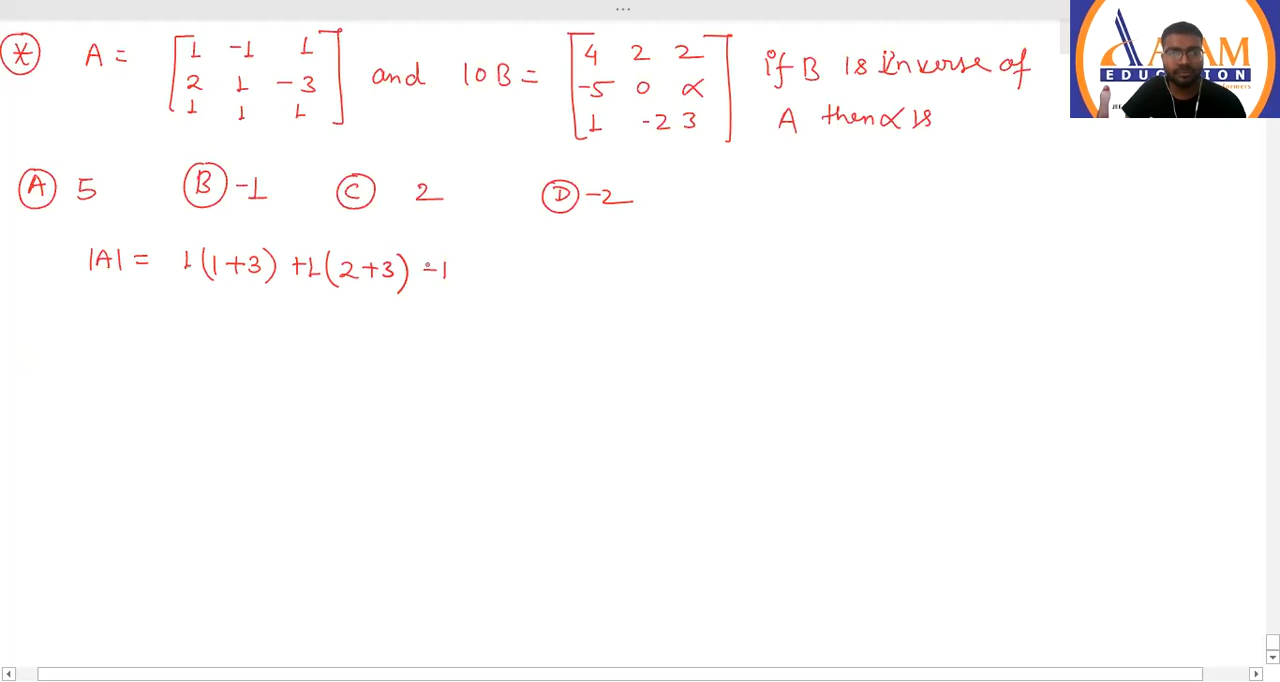 * A = [1 -1 1; 2 1 -3; 1 1 1] and 10B = [4 2 2; -5 0 α; 1 -2 3] if B is inverse of
A then α is
(A) 5 (B) -1 (C) 2 (D) -2
|A| = 1(1+3) +1(2+3) -1
EDUCATION